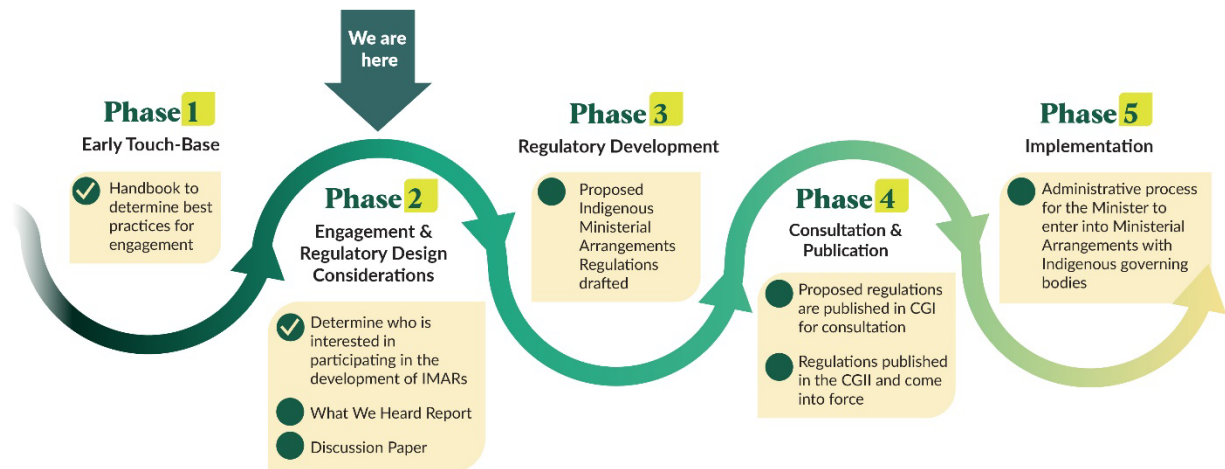 We are
here
Phase 1
Early Touch-Base
Handbook to
determine best
practices for
engagement
Phase 2
Engagement &
Regulatory Design
Considerations
Determine who is
interested in
participating in the
development of IMARs
What We Heard Report
Discussion Paper
Phase 3
Regulatory Development
Proposed
Indigenous
Ministerial
Arrangements
Regulations
drafted
Phase 4
Consultation &
Publication
Proposed regulations
are published in CGI
for consultation
Regulations published
in the CGII and come
into force
Phase 5
Implementation
Administrative process
for the Minister to
enter into Ministerial
Arrangements with
Indigenous governing
bodies